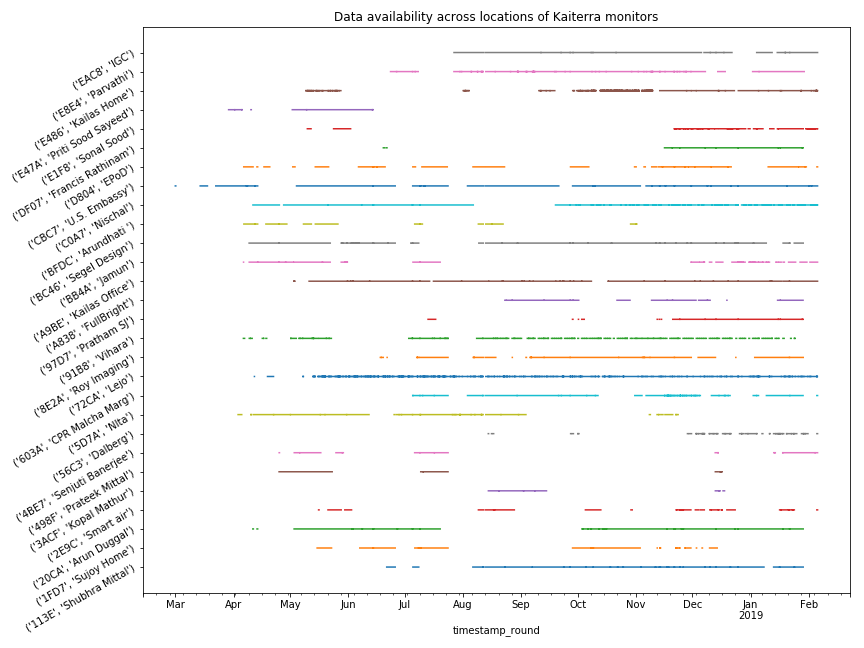 Data availability across locations of Kaiterra monitors
('EAC8', 'IGC')
('E8E4', 'Parvathi')
('E486', 'Kailas Home')
('E47A', 'Priti Sood Sayeed')
('E1F8', 'Sonal Sood')
('DF07', 'Francis Rathinam')
('D804', 'EPoD')
('CBC7', 'U.S. Embassy')
('C0A7', 'Nischal')
('BFDC', 'Arundhati ')
('BC46', 'Segel Design')
('BB4A', 'Jamun')
('A9BE', 'Kailas Office')
('A838', 'FullBright')
('97D7', 'Pratham SJ')
('91B8', 'Vihara')
('8E2A', 'Roy Imaging')
('72CA', 'Lejo')
('603A', 'CPR Malcha Marg')
('5D7A', 'NIta')
('56C3', 'Dalberg')
('4BE7', 'Senjuti Banerjee')
('498F', 'Prateek Mittal')
('3ACF', 'Kopal Mathur')
('2E9C', 'Smart air')
('20CA', 'Arun Duggal')
('1FD7', 'Sujoy Home')
('113E', 'Shubhra Mittal')
Mar Apr May Jun Jul Aug Sep Oct Nov Dec Jan Feb
2019
timestamp_round